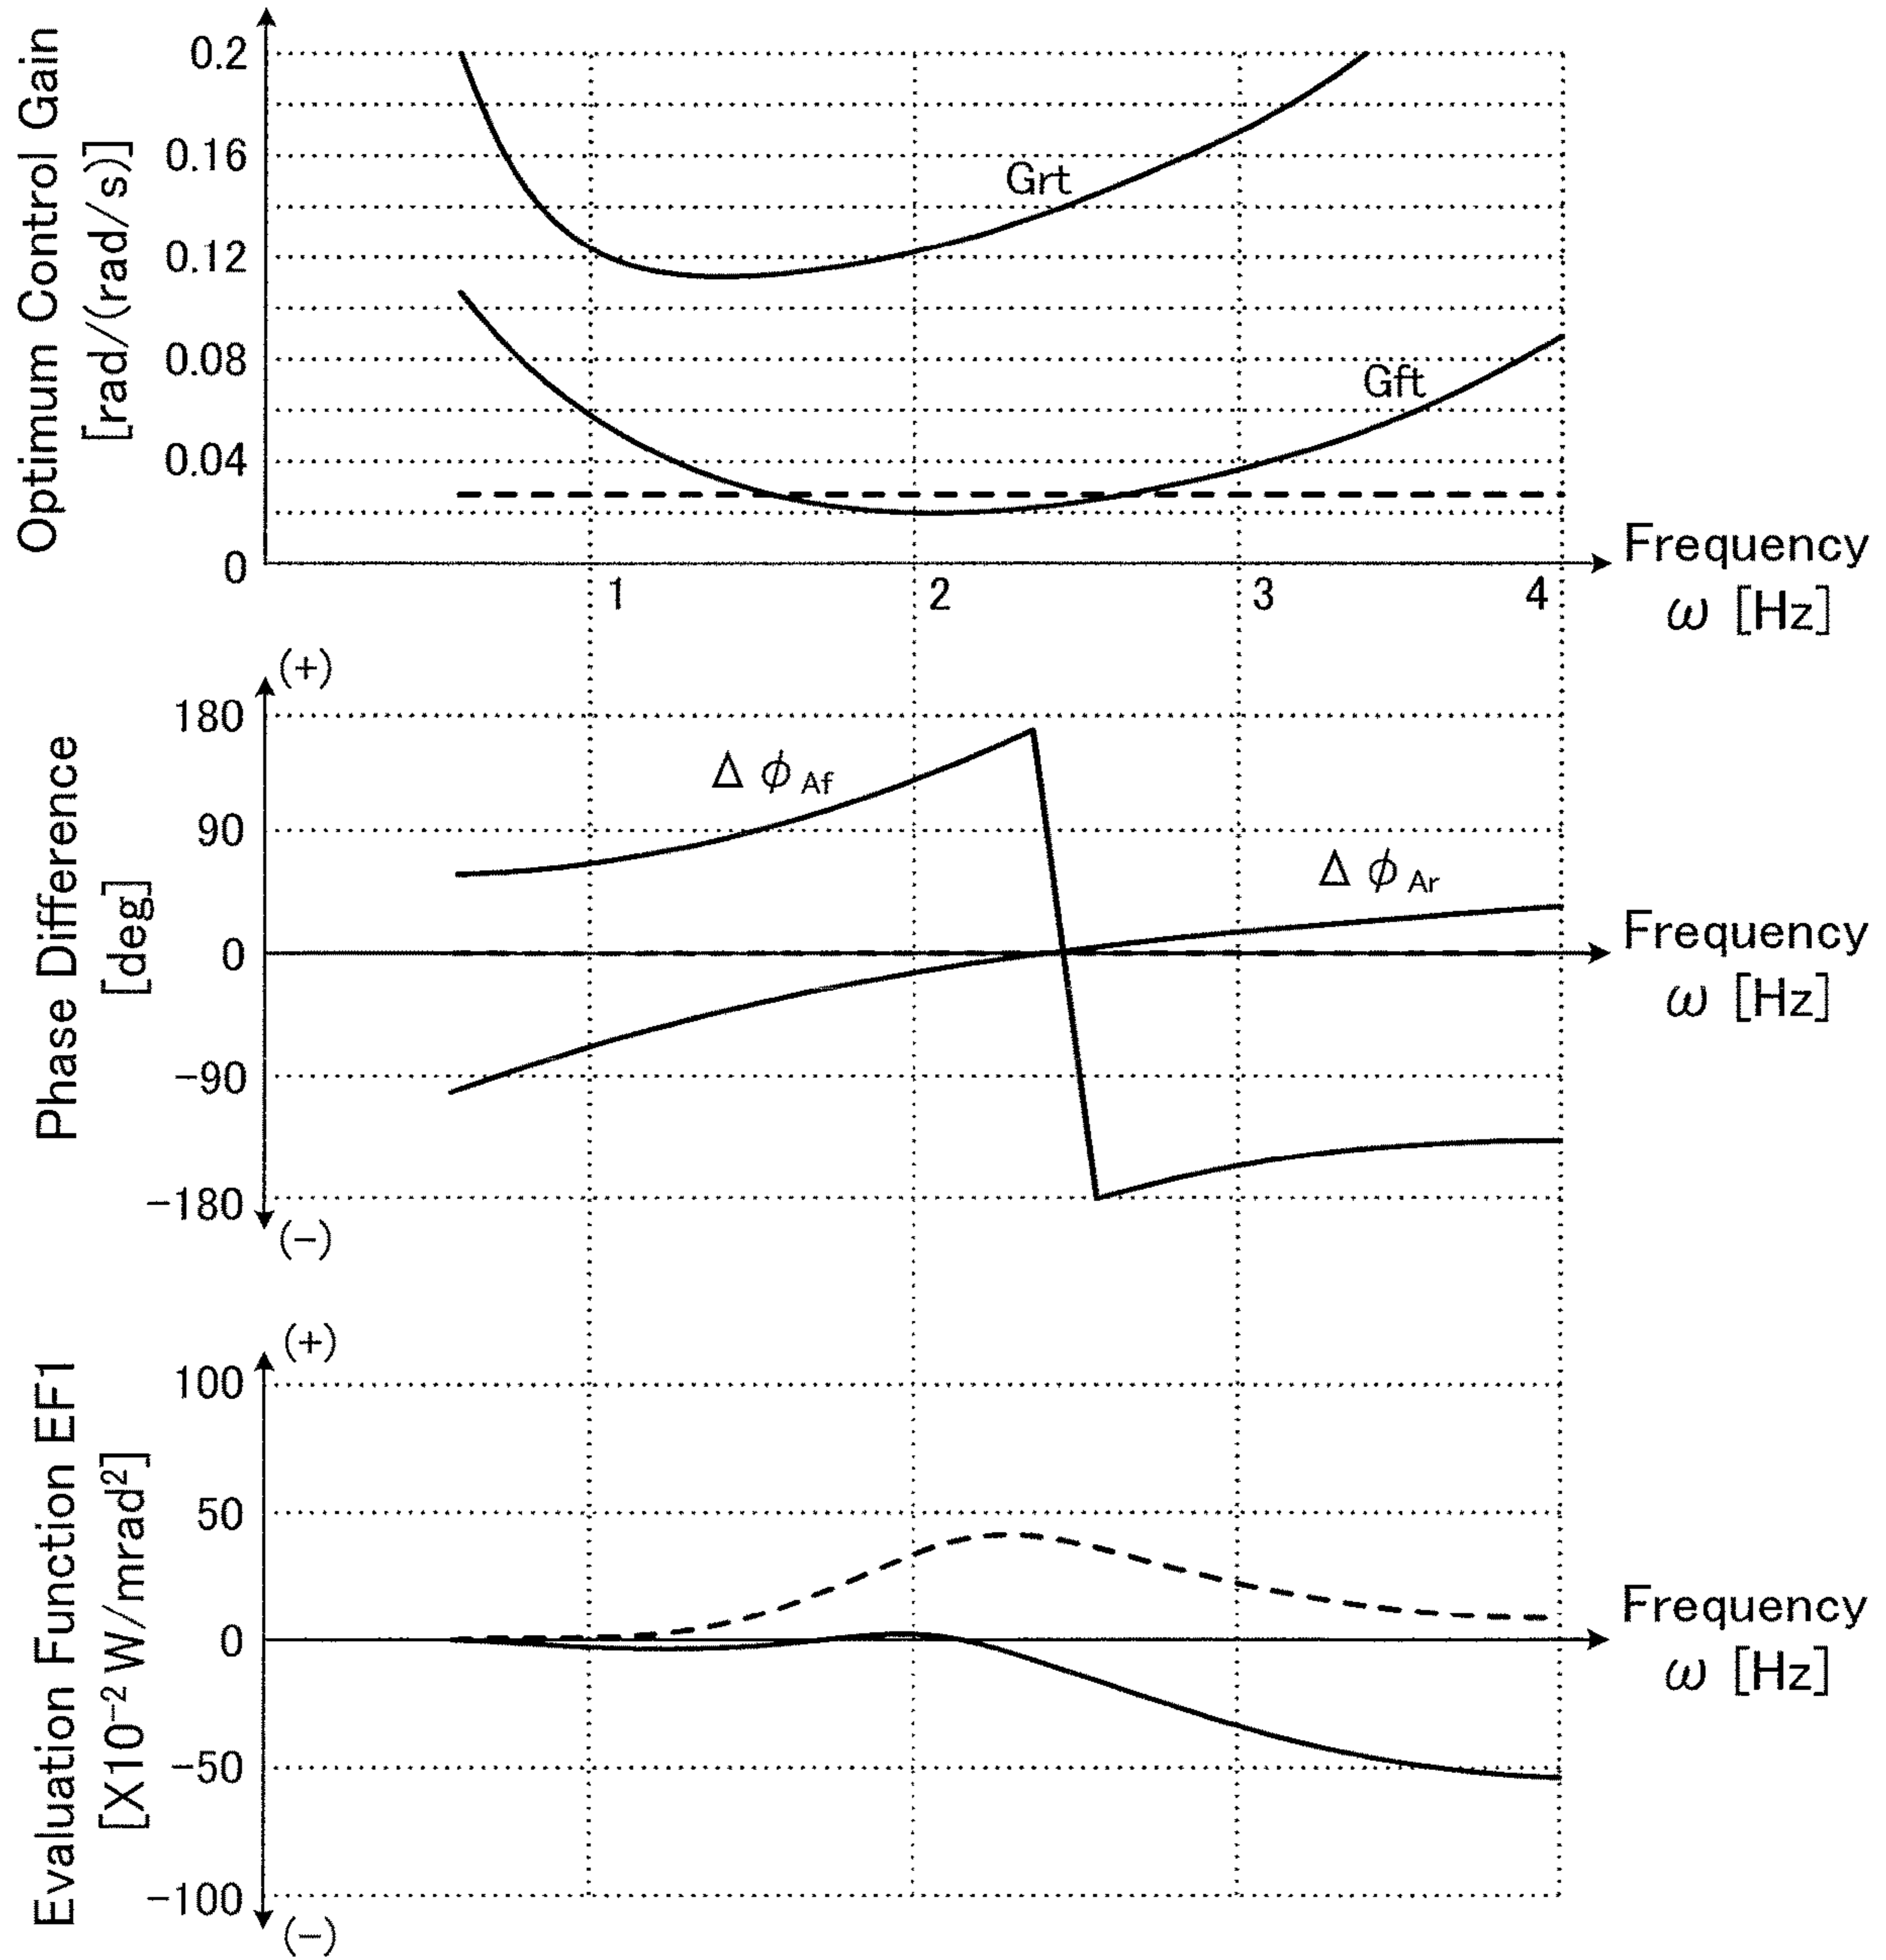 Optimum Control Gain
[rad/(rad/s)]
0.2
0.16
0.12
0.08
0.04
0
Grt
Gft
1
2
3
4
Frequency
ω [Hz]
Phase Difference
[deg]
(+)
180
90
0
-90
-180
(-)
Δ φ Af
Δ φ Ar
Frequency
ω [Hz]
Evaluation Function EF1
[X10⁻² W/mrad²]
(+)
100
50
0
-50
-100
(-)
Frequency
ω [Hz]